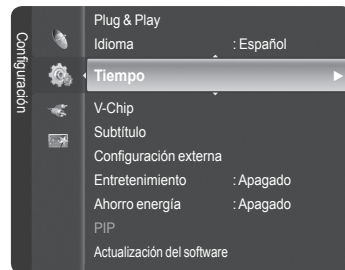 Configuración
Plug & Play
Idioma : Español
Tiempo
V-Chip
Subtítulo
Configuración externa
Entretenimiento : Apagado
Ahorro energía : Apagado
PIP
Actualización del software